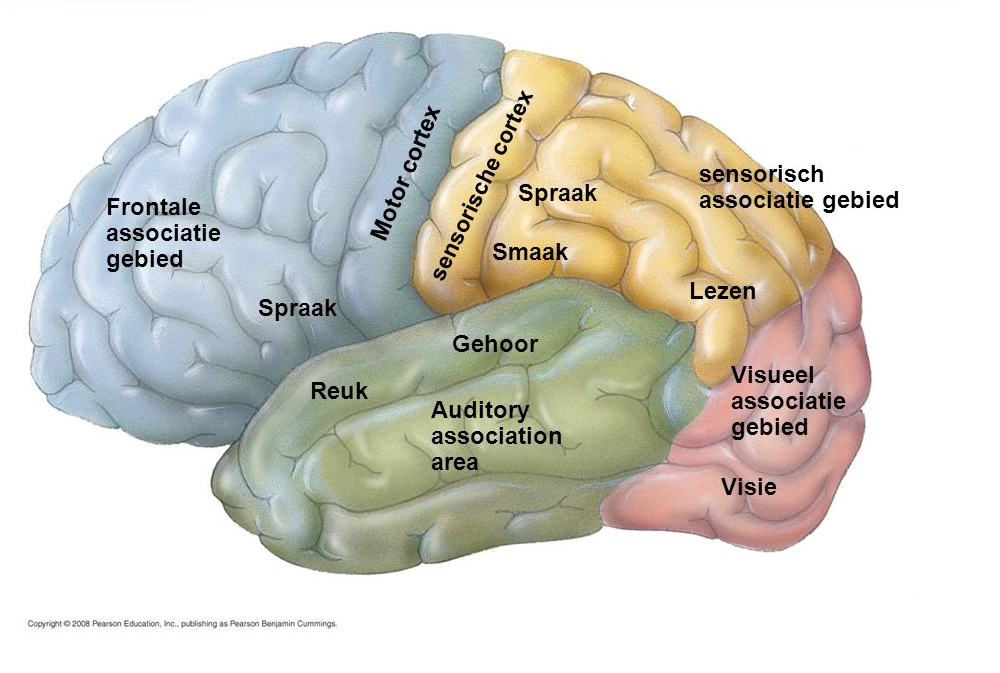 Frontale
associatie
gebied
Spraak
Motor cortex
sensorische cortex
Spraak
Smaak
sensorisch
associatie gebied
Lezen
Gehoor
Reuk
Auditory
association
area
Visueel
associatie
gebied
Visie
Copyright © 2008 Pearson Education, Inc., publishing as Pearson Benjamin Cummings.